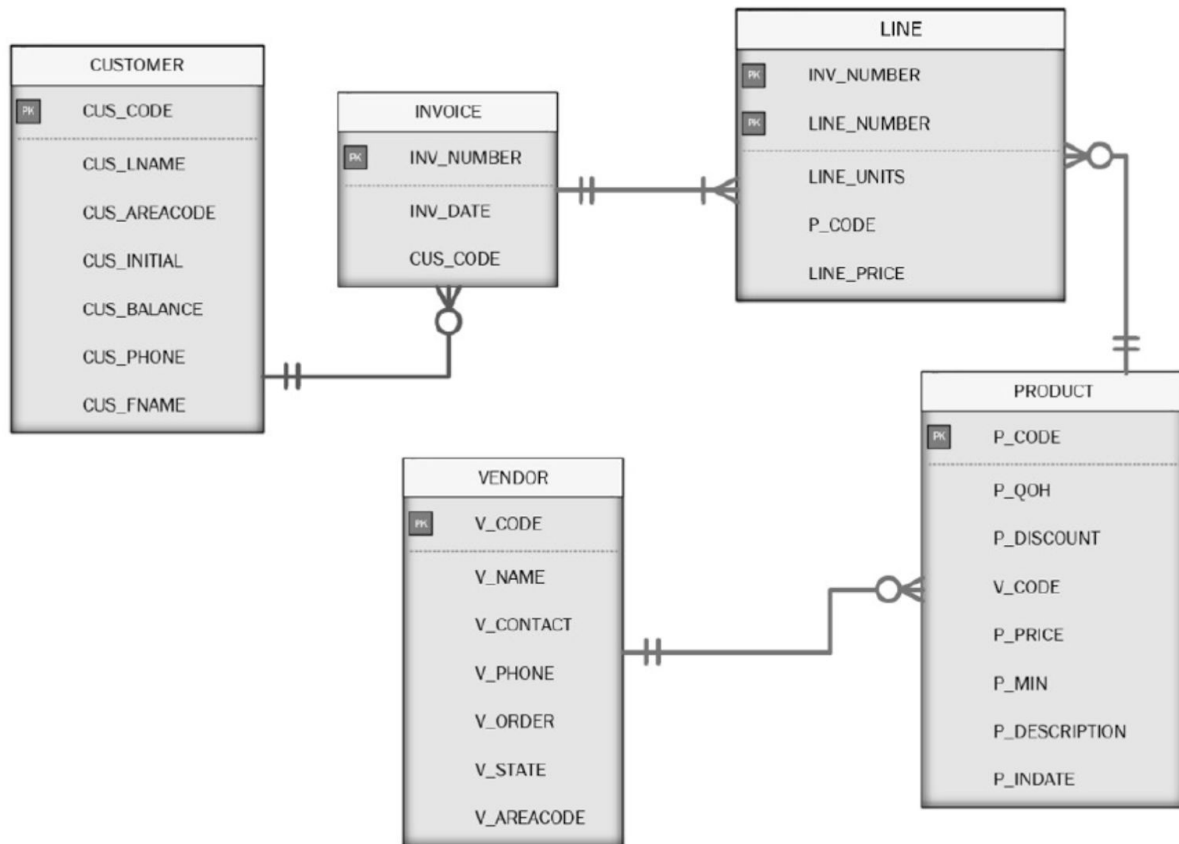 CUSTOMER
PK CUS_CODE
CUS_LNAME
CUS_AREACODE
CUS_INITIAL
CUS_BALANCE
CUS_PHONE
CUS_FNAME
INVOICE
PK INV_NUMBER
INV_DATE
CUS_CODE
LINE
PK INV_NUMBER
PK LINE_NUMBER
LINE_UNITS
P_CODE
LINE_PRICE
VENDOR
PK V_CODE
V_NAME
V_CONTACT
V_PHONE
V_ORDER
V_STATE
V_AREACODE
PRODUCT
PK P_CODE
P_QOH
P_DISCOUNT
V_CODE
P_PRICE
P_MIN
P_DESCRIPTION
P_INDATE